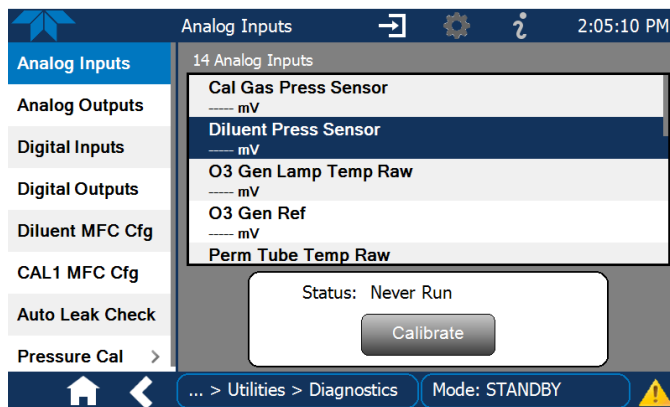 Analog Inputs
2:05:10 PM
Analog Inputs
Analog Outputs
Digital Inputs
Digital Outputs
Diluent MFC Cfg
CAL1 MFC Cfg
Auto Leak Check
Pressure Cal >
14 Analog Inputs
Cal Gas Press Sensor
----- mV
Diluent Press Sensor
----- mV
O3 Gen Lamp Temp Raw
----- mV
O3 Gen Ref
----- mV
Perm Tube Temp Raw
Status: Never Run
Calibrate
... > Utilities > Diagnostics
Mode: STANDBY